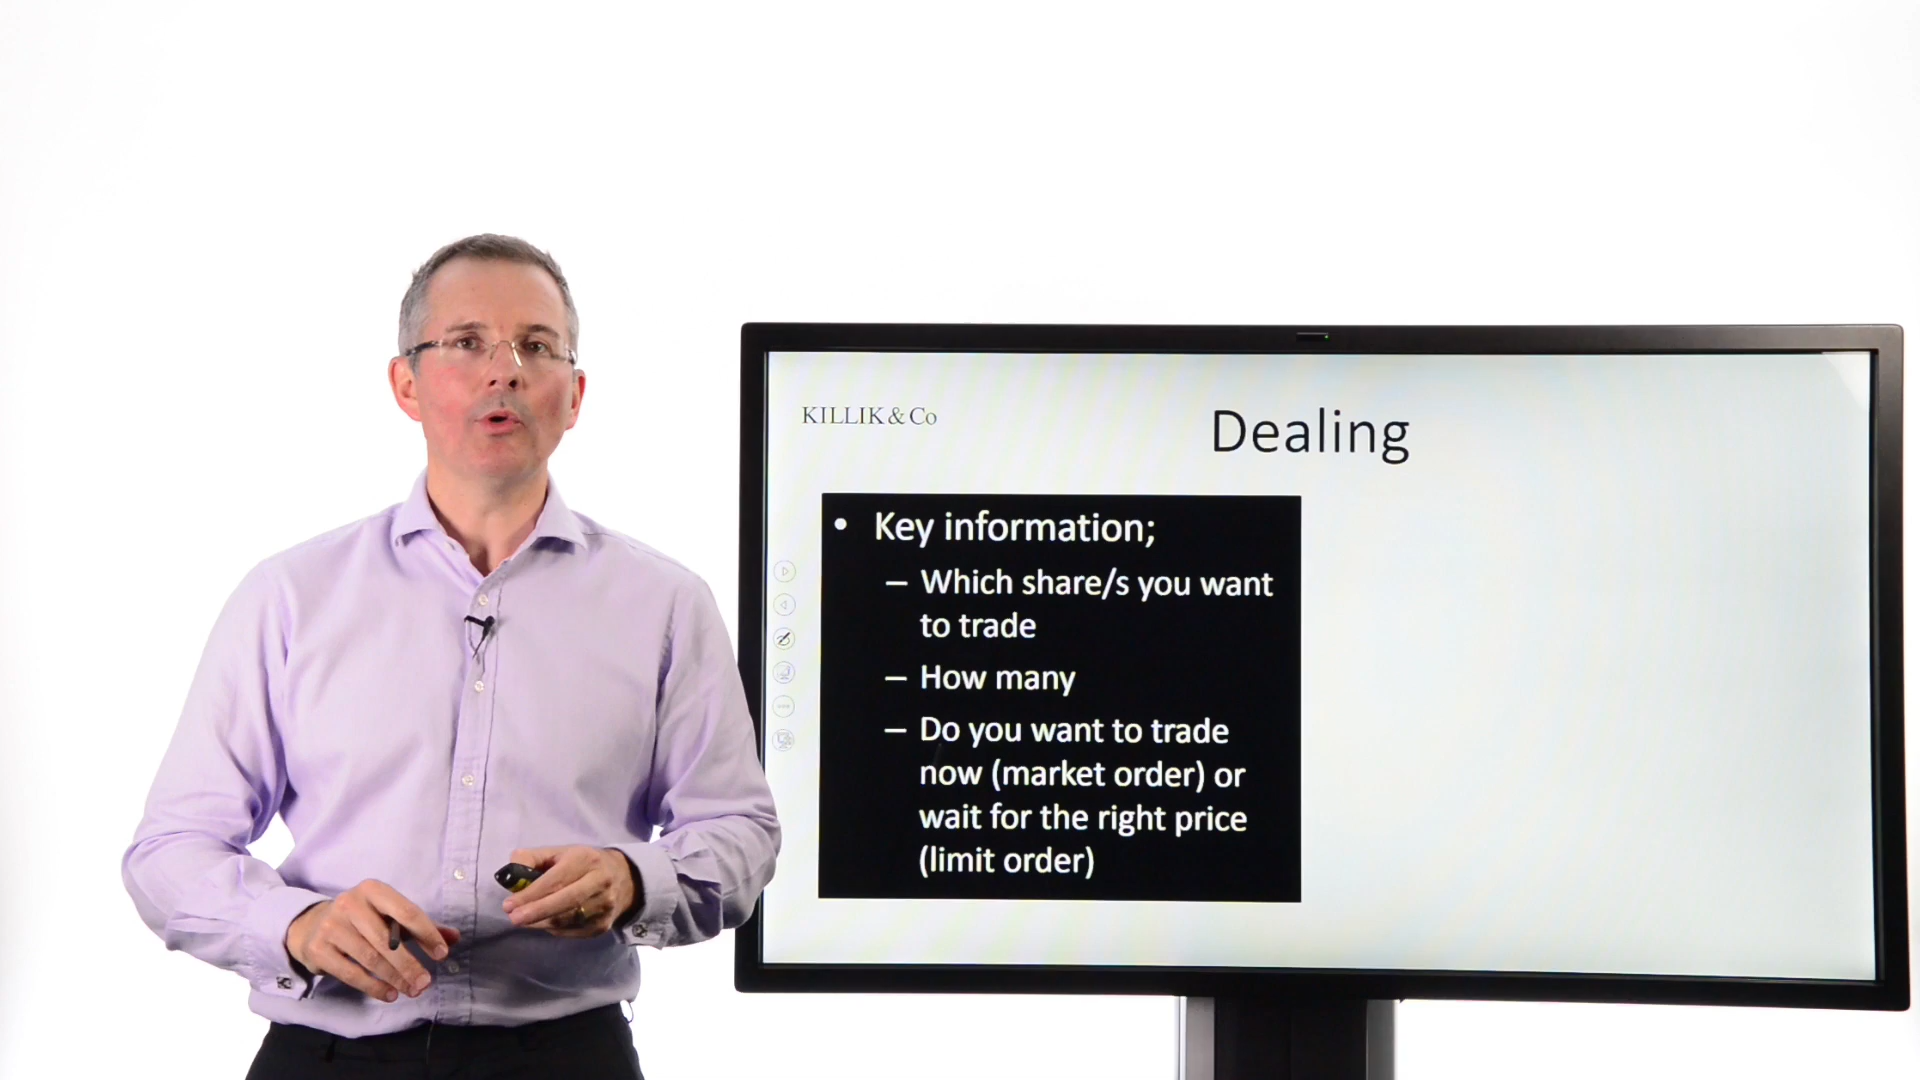 KILLIK & Co
Dealing
• Key information;
– Which share/s you want
to trade
– How many
– Do you want to trade
now (market order) or
wait for the right price
(limit order)